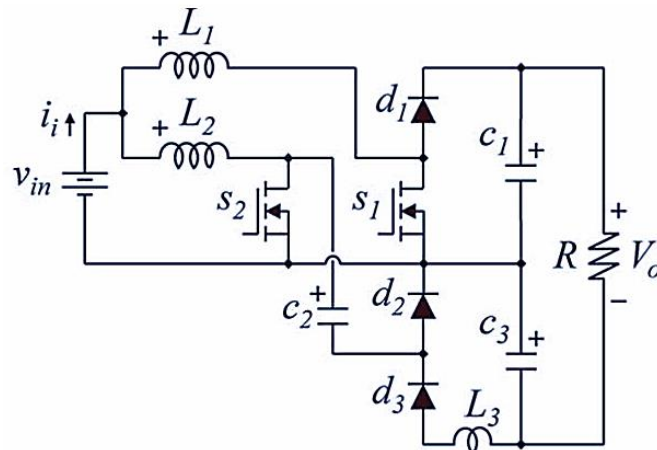 + L1
d1
ii
+ L2
c1 +
vin
s2
s1
+
R Vo
−
c2 +
d2
c3 +
d3
L3